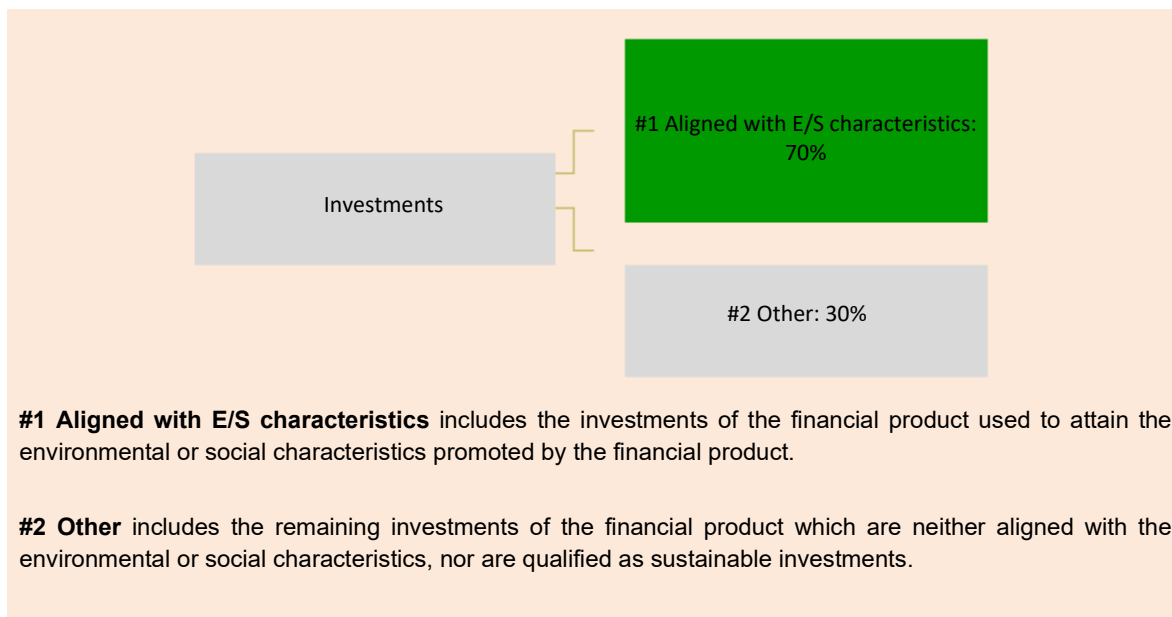 #1 Aligned with E/S characteristics:
70%
Investments
#2 Other: 30%
#1 Aligned with E/S characteristics includes the investments of the financial product used to attain the
environmental or social characteristics promoted by the financial product.
#2 Other includes the remaining investments of the financial product which are neither aligned with the
environmental or social characteristics, nor are qualified as sustainable investments.